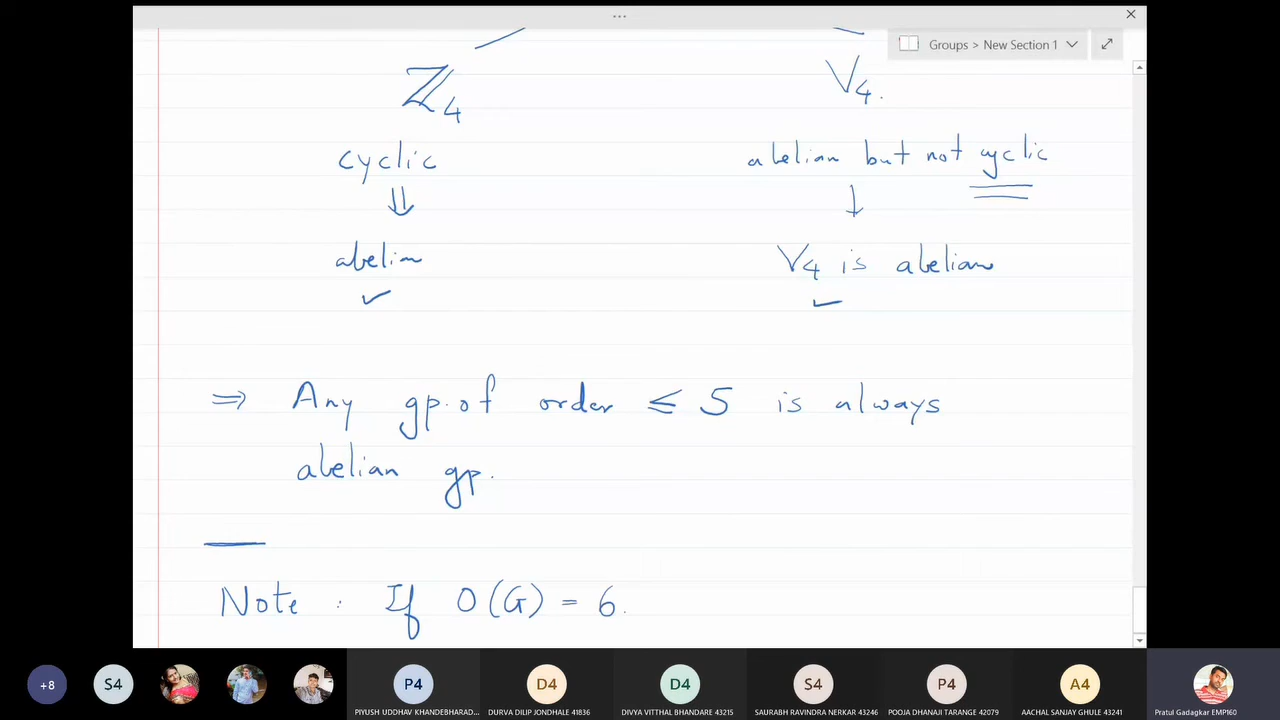 Groups > New Section 1
ℤ4
V4.
cyclic
abelian but not cyclic
⇓
↓
abelian
V4 is abelian
⇒ Any gp. of order ≤ 5 is always
abelian gp.
Note : If O(G) = 6.
+8
S4
P4
D4
D4
S4
P4
A4
PIYUSH UDDHAV KHANDEBHARAD...
DURVA DILIP JONDHALE 41836
DIVYA VITTHAL BHANDARE 43215
SAURABH RAVINDRA NERKAR 43246
POOJA DHANAJI TARANGE 42079
AACHAL SANJAY GHULE 43241
Pratul Gadagkar EMP160